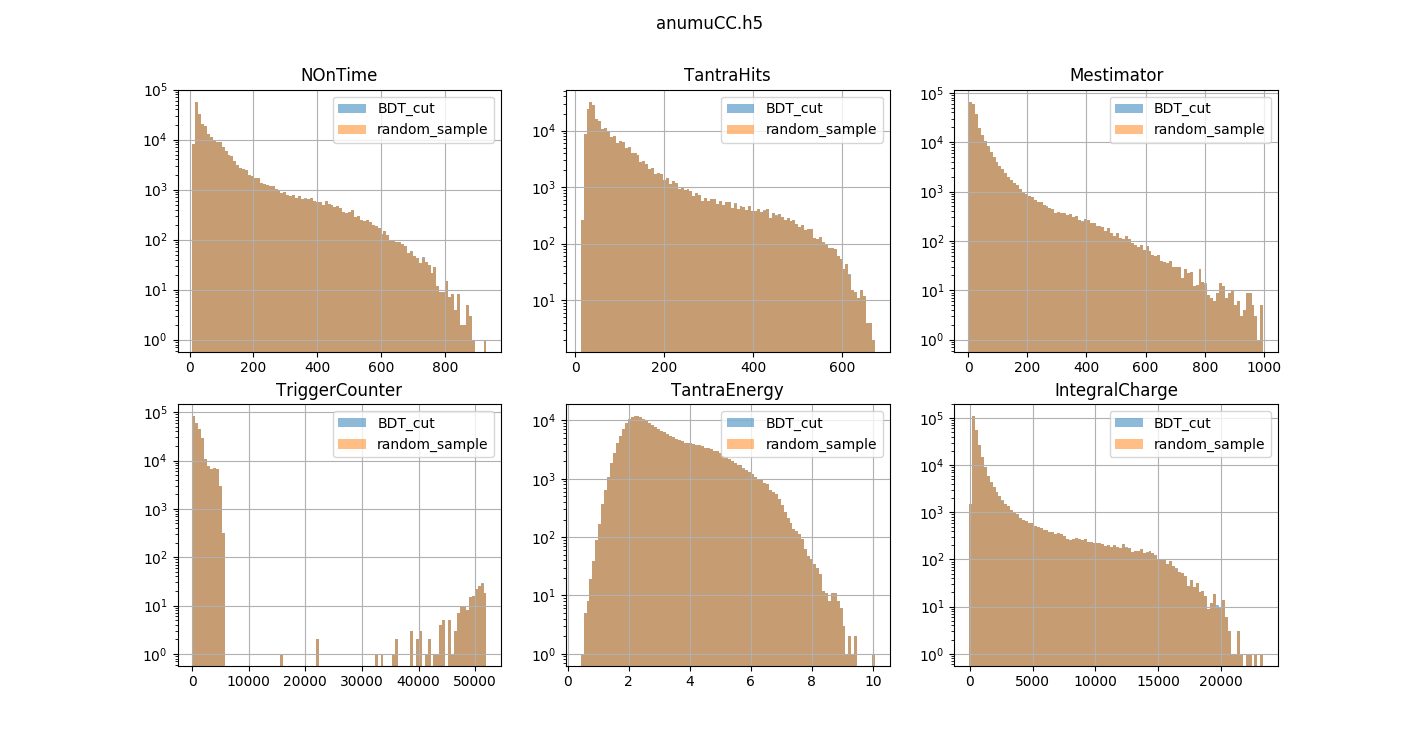 anumuCC.h5
NOnTime
TantraHits
Mestimator
BDT_cut
random_sample
BDT_cut
random_sample
BDT_cut
random_sample
10^5
10^4
10^3
10^2
10^1
10^0
0 200 400 600 800
10^4
10^3
10^2
10^1
0 200 400 600
10^5
10^4
10^3
10^2
10^1
10^0
0 200 400 600 800 1000
TriggerCounter
TantraEnergy
IntegralCharge
BDT_cut
random_sample
BDT_cut
random_sample
BDT_cut
random_sample
10^5
10^4
10^3
10^2
10^1
10^0
0 10000 20000 30000 40000 50000
10^4
10^3
10^2
10^1
10^0
0 2 4 6 8 10
10^5
10^4
10^3
10^2
10^1
10^0
0 5000 10000 15000 20000